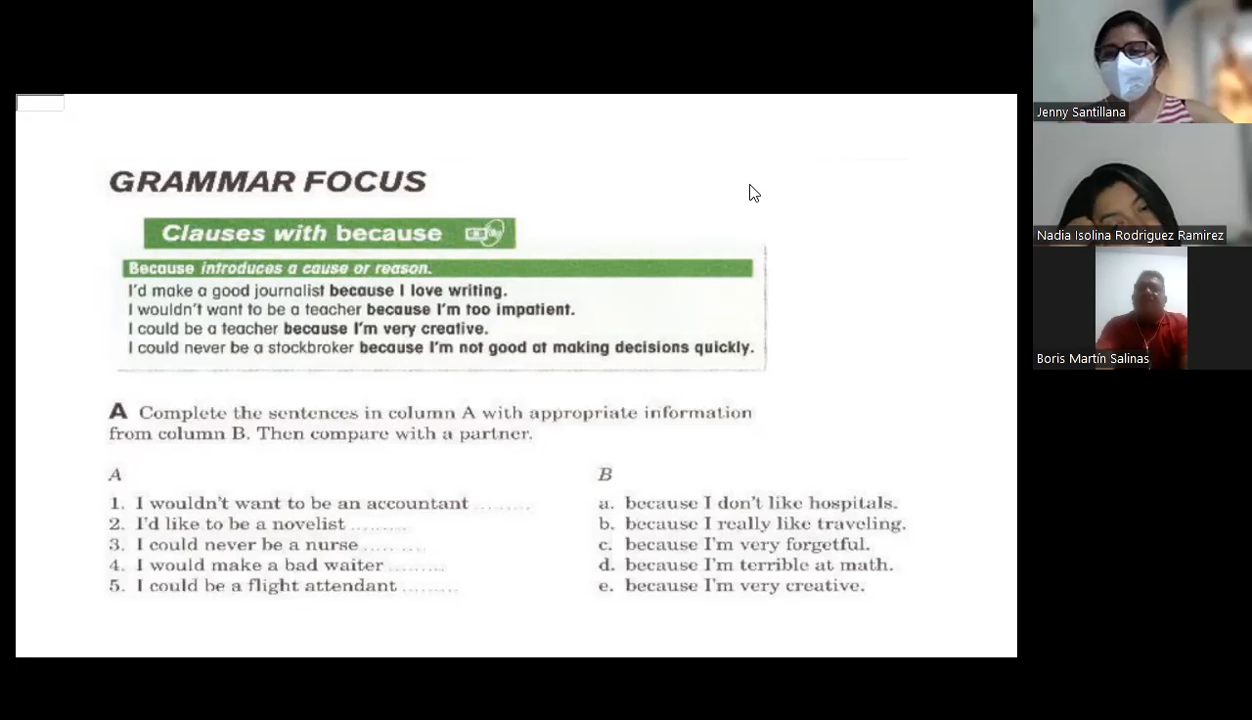 GRAMMAR FOCUS
Clauses with because
Because introduces a cause or reason.
I'd make a good journalist because I love writing.
I wouldn't want to be a teacher because I'm too impatient.
I could be a teacher because I'm very creative.
I could never be a stockbroker because I'm not good at making decisions quickly.
A Complete the sentences in column A with appropriate information
from column B. Then compare with a partner.
A
1. I wouldn't want to be an accountant ..........
2. I'd like to be a novelist ..........
3. I could never be a nurse ..........
4. I would make a bad waiter ..........
5. I could be a flight attendant ..........
B
a. because I don't like hospitals.
b. because I really like traveling.
c. because I'm very forgetful.
d. because I'm terrible at math.
e. because I'm very creative.
Jenny Santillana
Nadia Isolina Rodriguez Ramirez
Boris Martín Salinas